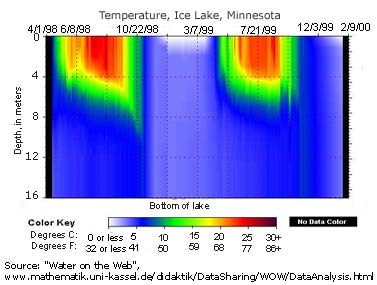 Temperature, Ice Lake, Minnesota
4/1/98 6/8/98 10/22/98 3/7/99 7/21/99 12/3/99 2/9/00
Depth, in meters
0
4
8
12
16
Bottom of lake
Color Key No Data Color
Degrees C: 0 or less 5 10 15 20 25 30+
Degrees F: 32 or less 41 50 59 68 77 86+
Source: "Water on the Web",
www.mathematik.uni-kassel.de/didaktik/DataSharing/WOW/DataAnalysis.html